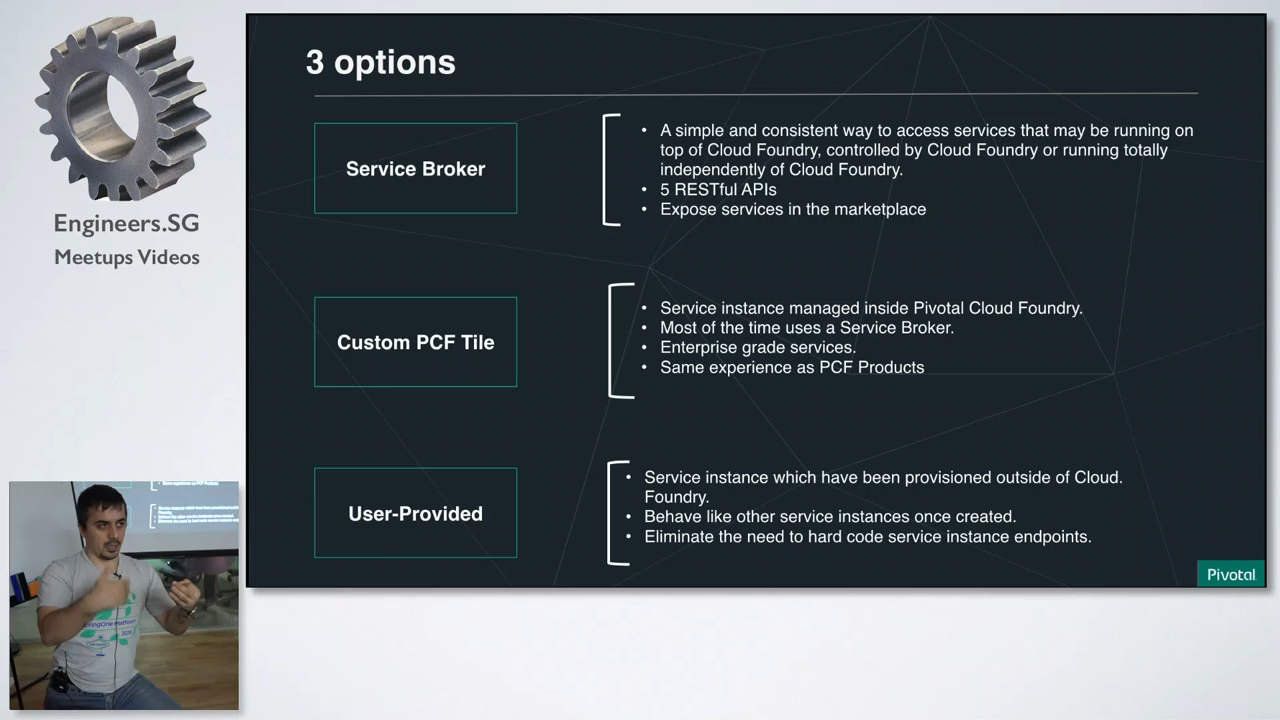 3 options
Service Broker
• A simple and consistent way to access services that may be running on
top of Cloud Foundry, controlled by Cloud Foundry or running totally
independently of Cloud Foundry.
• 5 RESTful APIs
• Expose services in the marketplace
Custom PCF Tile
• Service instance managed inside Pivotal Cloud Foundry.
• Most of the time uses a Service Broker.
• Enterprise grade services.
• Same experience as PCF Products
User-Provided
• Service instance which have been provisioned outside of Cloud.
Foundry.
• Behave like other service instances once created.
• Eliminate the need to hard code service instance endpoints.
Pivotal
Engineers.SG
Meetups Videos